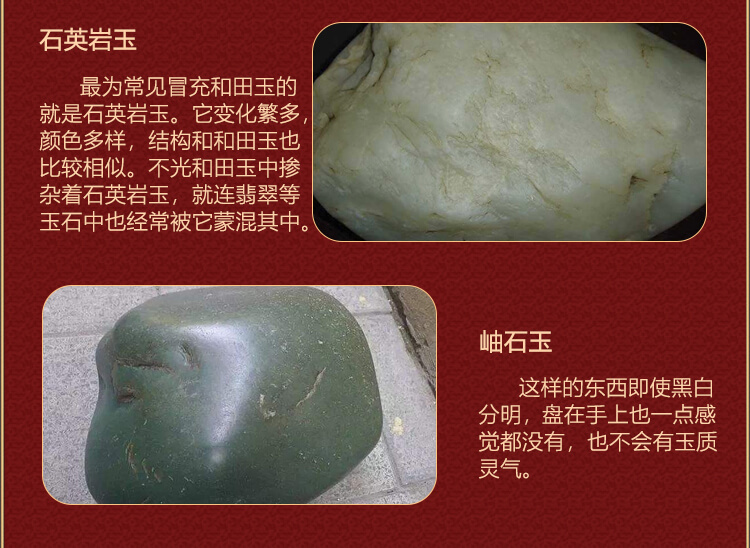 石英岩玉
最为常见冒充和田玉的
就是石英岩玉。它变化繁多，
颜色多样，结构和和田玉也
比较相似。不光和田玉中掺
杂着石英岩玉，就连翡翠等
玉石中也经常被它蒙混其中。
岫石玉
这样的东西即使黑白
分明，盘在手上也一点感
觉都没有，也不会有玉质
灵气。